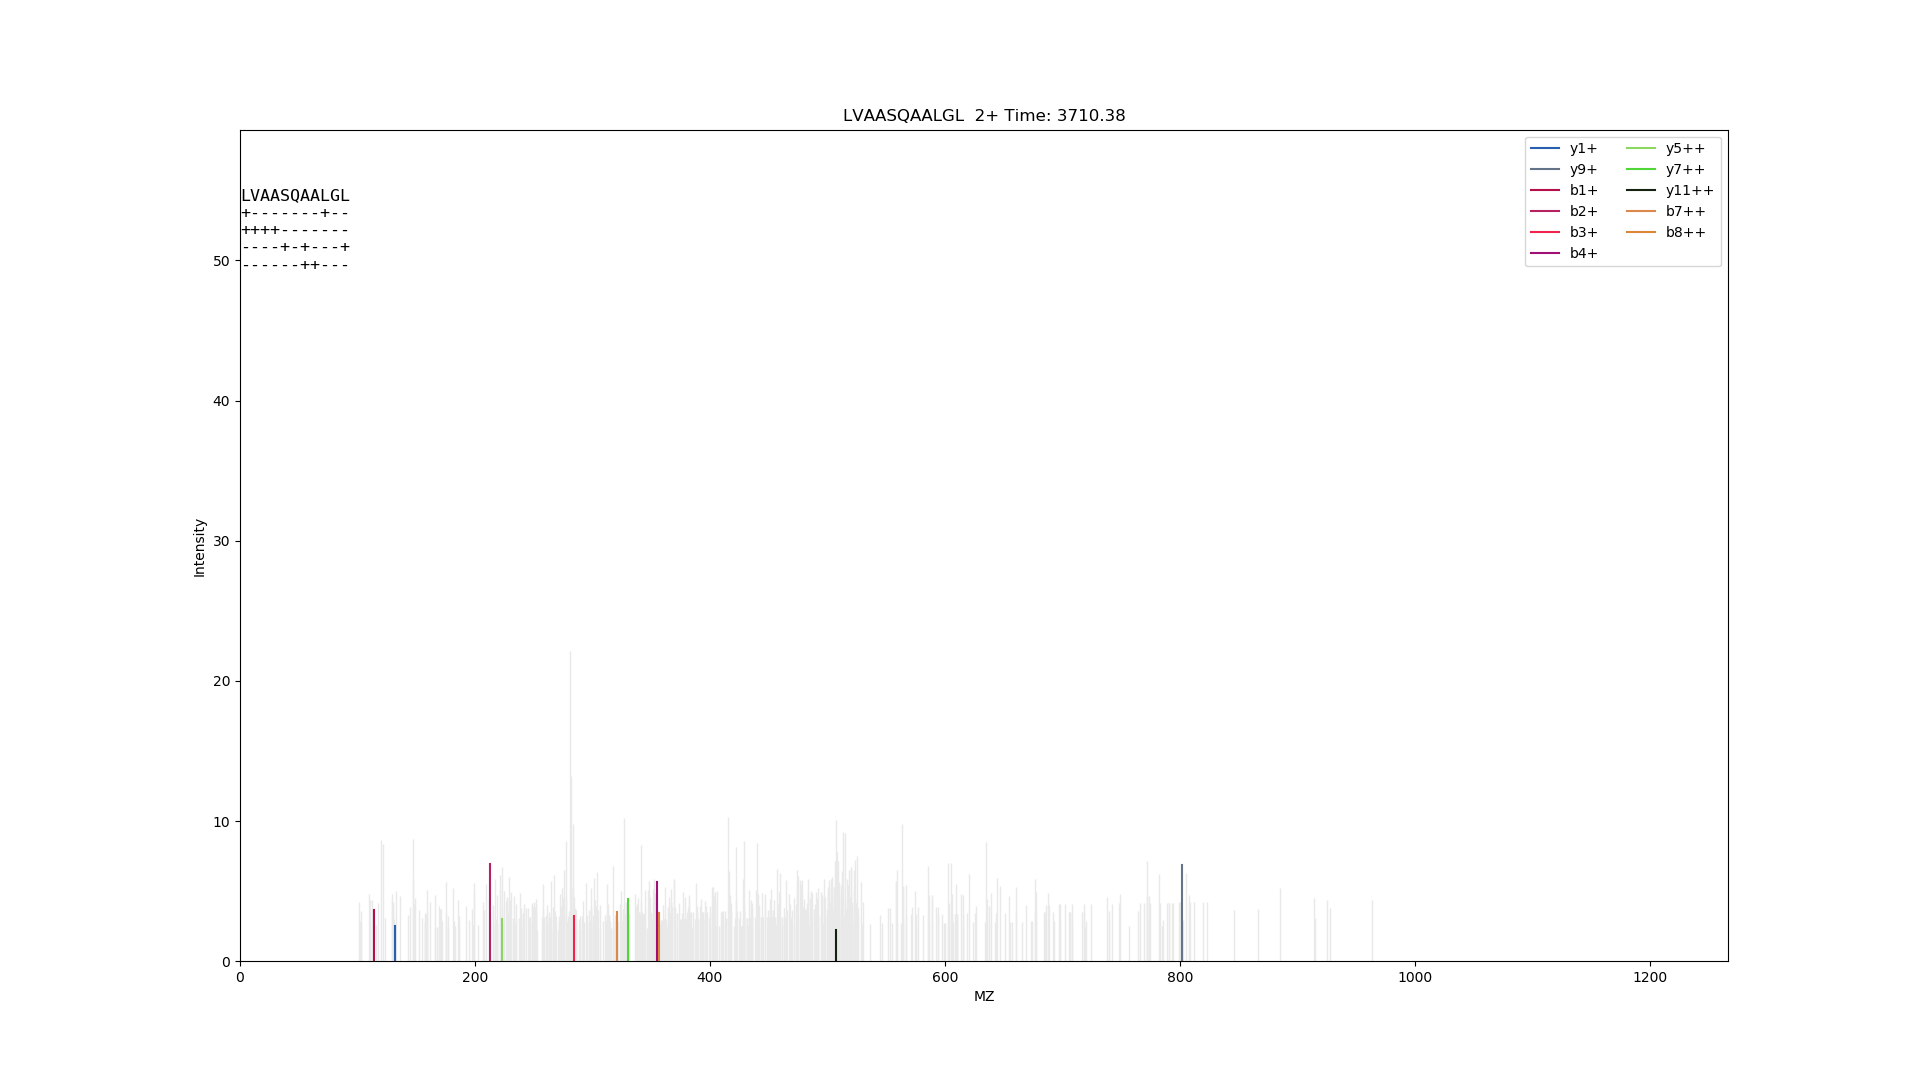 LVAASQAALGL  2+ Time: 3710.38
y1+
y9+
b1+
b2+
b3+
b4+
y5++
y7++
y11++
b7++
b8++
LVAASQAALGL
+-------+--
++++-------
----+-+---+
------++---
50
40
30
20
10
0
Intensity
0 200 400 600 800 1000 1200
MZ